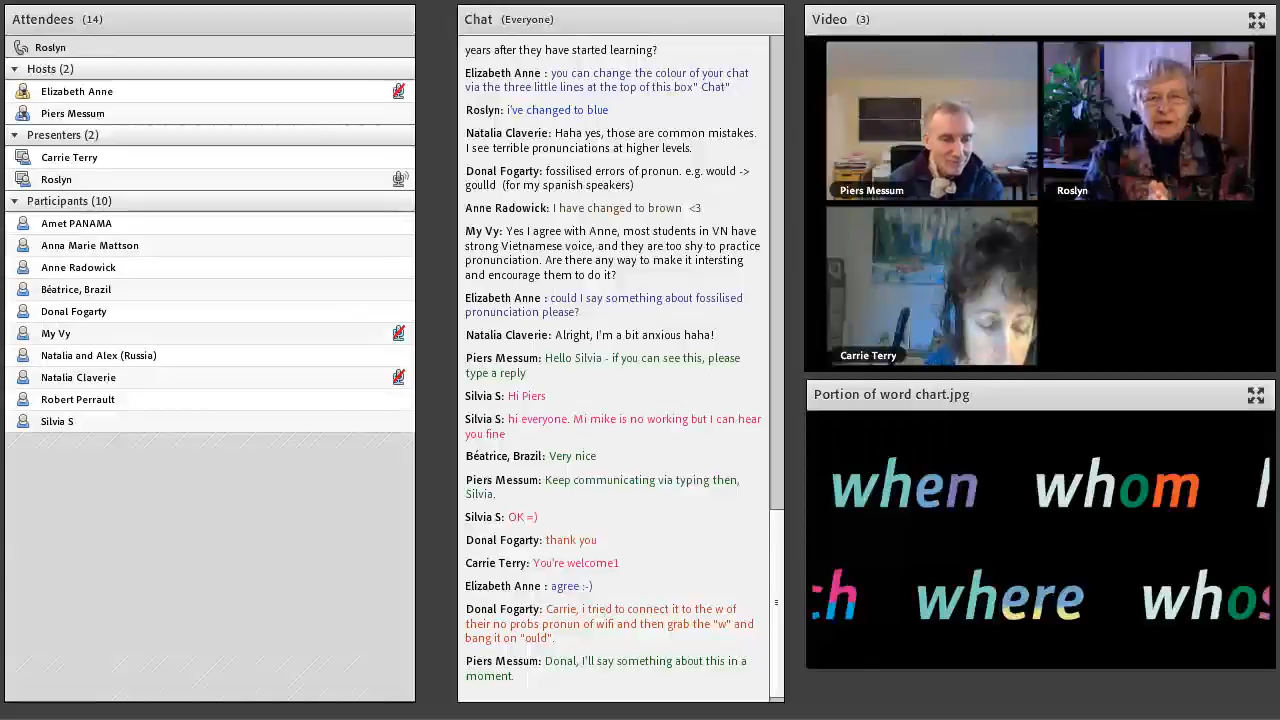 Attendees (14)
Roslyn
Hosts (2)
Elizabeth Anne
Piers Messum
Presenters (2)
Carrie Terry
Roslyn
Participants (10)
Amet PANAMA
Anna Marie Mattson
Anne Radowick
Béatrice, Brazil
Donal Fogarty
My Vy
Natalia and Alex (Russia)
Natalia Claverie
Robert Perrault
Silvia S
Chat (Everyone)
years after they have started learning?
Elizabeth Anne : you can change the colour of your chat
via the three little lines at the top of this box" Chat"
Roslyn: i've changed to blue
Natalia Claverie: Haha yes, those are common mistakes.
I see terrible pronunciations at higher levels.
Donal Fogarty: fossilised errors of pronun. e.g. would ->
goulld (for my spanish speakers)
Anne Radowick: I have changed to brown <3
My Vy: Yes I agree with Anne, most students in VN have
strong Vietnamese voice, and they are too shy to practice
pronunciation. Are there any way to make it intersting
and encourage them to do it?
Elizabeth Anne : could I say something about fossilised
pronunciation please?
Natalia Claverie: Alright, I'm a bit anxious haha!
Piers Messum: Hello Silvia - if you can see this, please
type a reply
Silvia S: Hi Piers
Silvia S: hi everyone. Mi mike is no working but I can hear
you fine
Béatrice, Brazil: Very nice
Piers Messum: Keep communicating via typing then,
Silvia.
Silvia S: OK =)
Donal Fogarty: thank you
Carrie Terry: You're welcome1
Elizabeth Anne : agree :-)
Donal Fogarty: Carrie, i tried to connect it to the w of
their no probs pronun of wifi and then grab the "w" and
bang it on "ould".
Piers Messum: Donal, I'll say something about this in a
moment.
Video (3)
Piers Messum
Roslyn
Carrie Terry
Portion of word chart.jpg
when whom
ch where whos